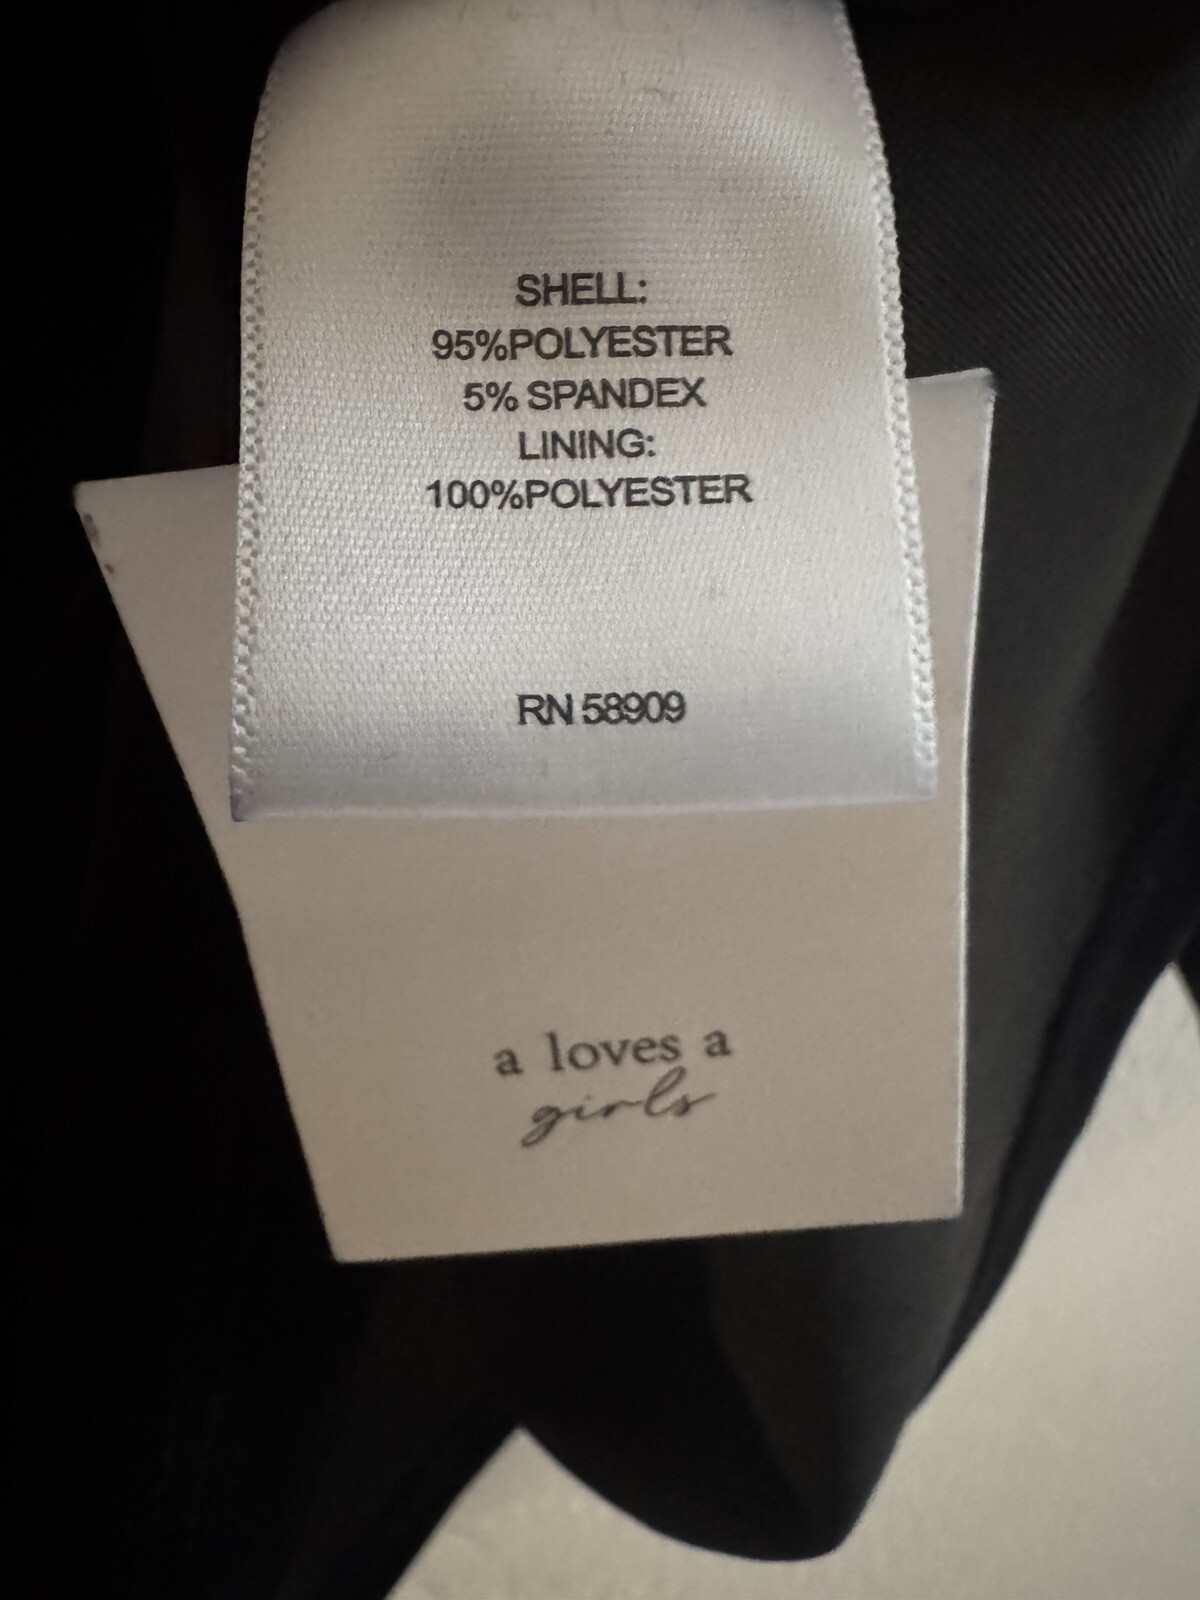 SHELL:
95%POLYESTER
5% SPANDEX
LINING:
100%POLYESTER
RN 58909
a loves a
girls